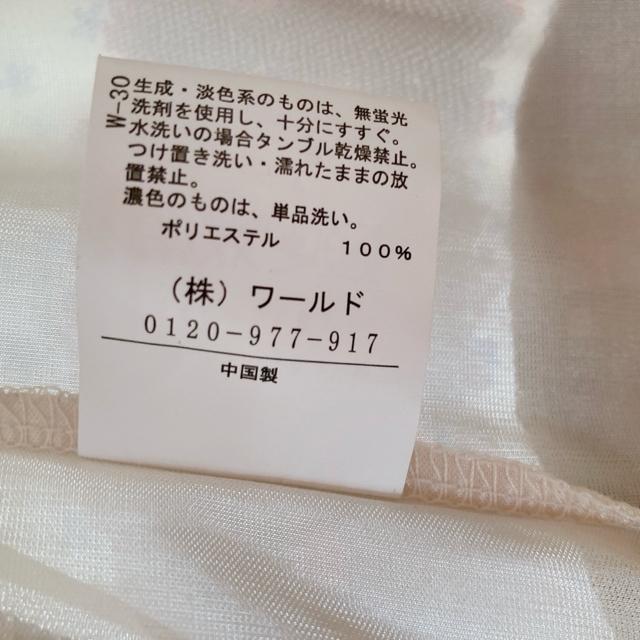 W-30
生成・淡色系のものは、無蛍光
洗剤を使用し、十分にすすぐ。
水洗いの場合タンブル乾燥禁止。
つけ置き洗い・濡れたままの放
置禁止。
濃色のものは、単品洗い。
ポリエステル 100%
(株)ワールド
0120-977-917
中国製